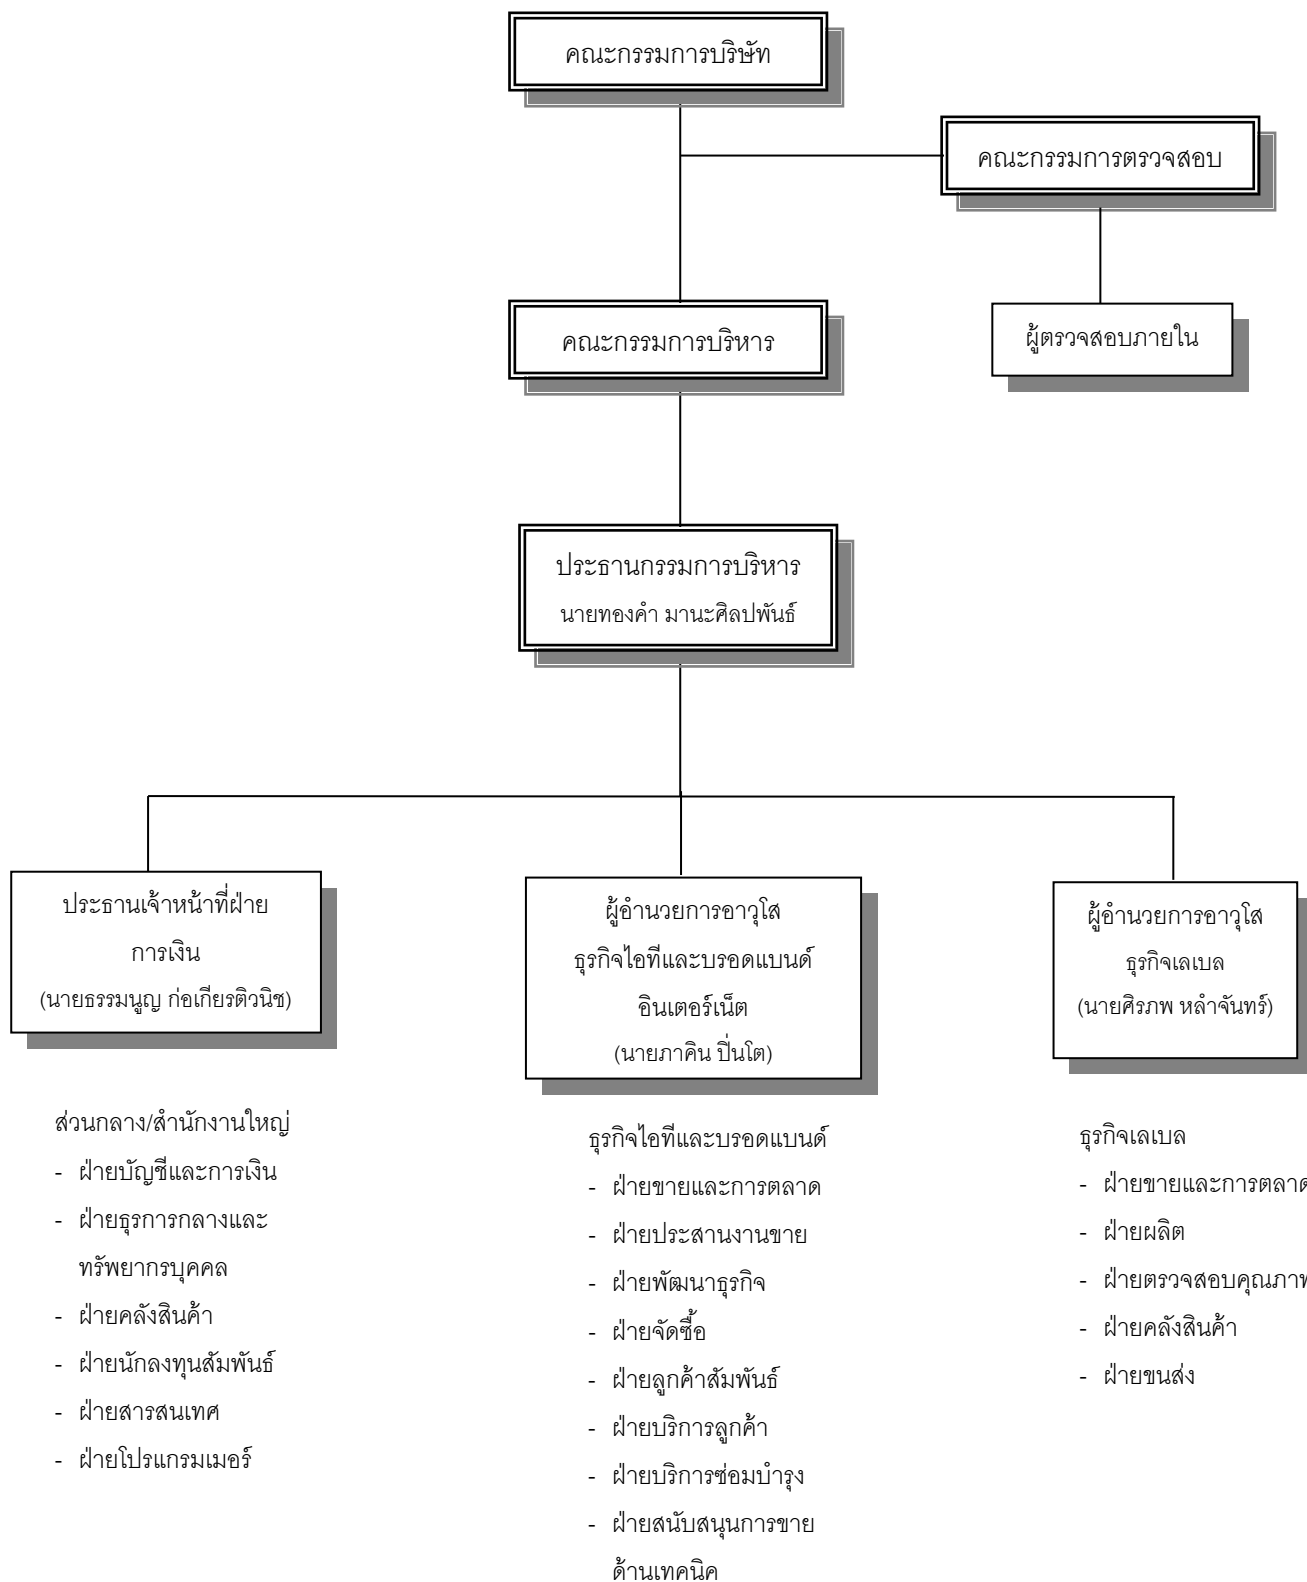 คณะกรรมการบริษัท
คณะกรรมการตรวจสอบ
คณะกรรมการบริหาร
ผู้ตรวจสอบภายใน
ประธานกรรมการบริหาร
นายทองคำ มานะศิลปพันธ์
ประธานเจ้าหน้าที่ฝ่าย
การเงิน
(นายธรรมนูญ ก่อเกียรติวนิช)
ผู้อำนวยการอาวุโส
ธุรกิจไอทีและบรอดแบนด์
อินเตอร์เน็ต
(นายภาคิน ปิ่นโต)
ผู้อำนวยการอาวุโส
ธุรกิจเลเบล
(นายศิรภพ หลำจันทร์)
ส่วนกลาง/สำนักงานใหญ่
- ฝ่ายบัญชีและการเงิน
- ฝ่ายธุรการกลางและ
ทรัพยากรบุคคล
- ฝ่ายคลังสินค้า
- ฝ่ายนักลงทุนสัมพันธ์
- ฝ่ายสารสนเทศ
- ฝ่ายโปรแกรมเมอร์
ธุรกิจไอทีและบรอดแบนด์
- ฝ่ายขายและการตลาด
- ฝ่ายประสานงานขาย
- ฝ่ายพัฒนาธุรกิจ
- ฝ่ายจัดซื้อ
- ฝ่ายลูกค้าสัมพันธ์
- ฝ่ายบริการลูกค้า
- ฝ่ายบริการซ่อมบำรุง
- ฝ่ายสนับสนุนการขาย
ด้านเทคนิค
ธุรกิจเลเบล
- ฝ่ายขายและการตลาด
- ฝ่ายผลิต
- ฝ่ายตรวจสอบคุณภาพ
- ฝ่ายคลังสินค้า
- ฝ่ายขนส่ง